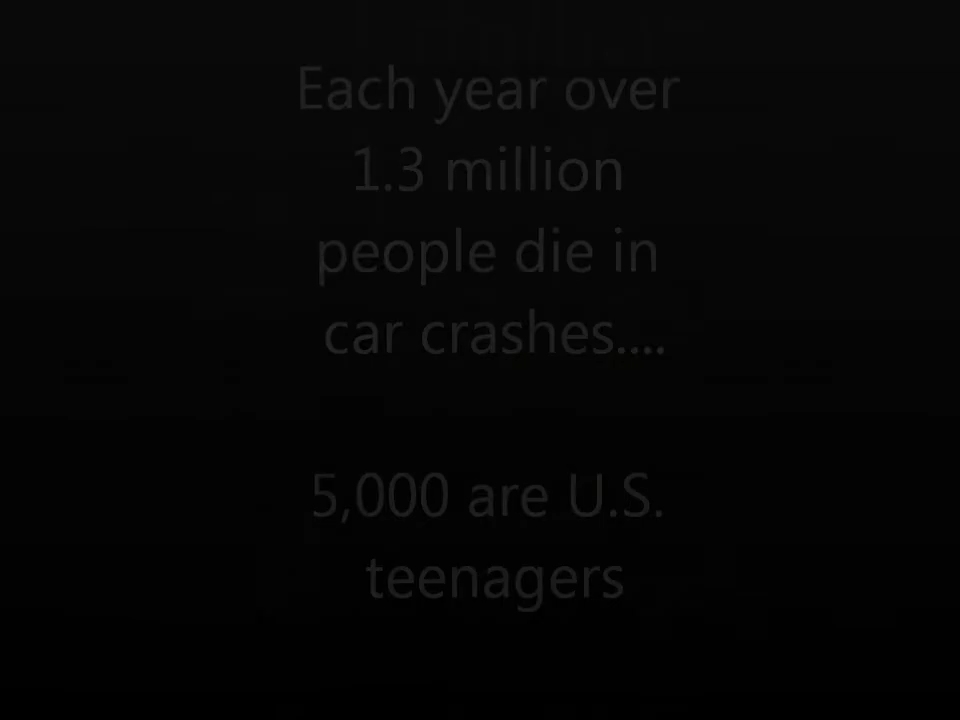 Each year over
1.3 million
people die in
car crashes....
5,000 are U.S.
teenagers